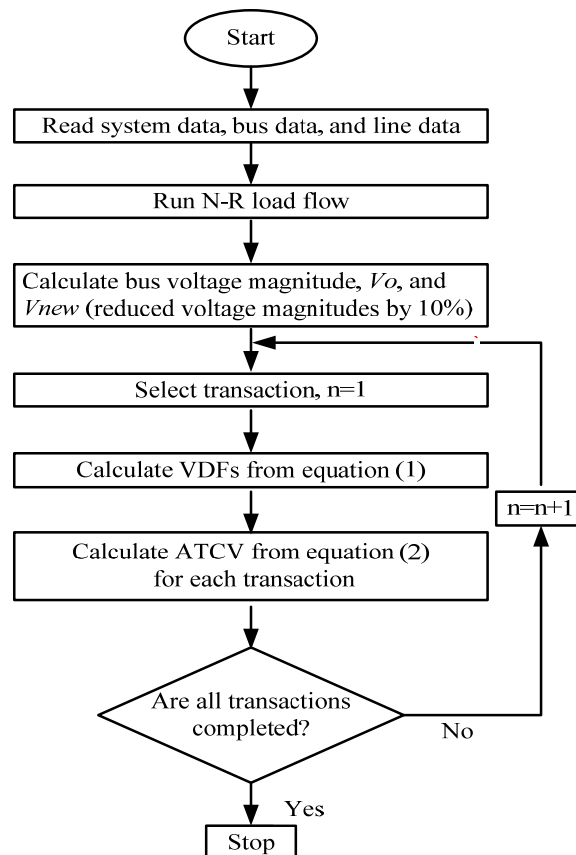 Start
Read system data, bus data, and line data
Run N-R load flow
Calculate bus voltage magnitude, Vo, and
Vnew (reduced voltage magnitudes by 10%)
Select transaction, n=1
Calculate VDFs from equation (1)
n=n+1
Calculate ATCV from equation (2)
for each transaction
Are all transactions
completed?
No
Yes
Stop